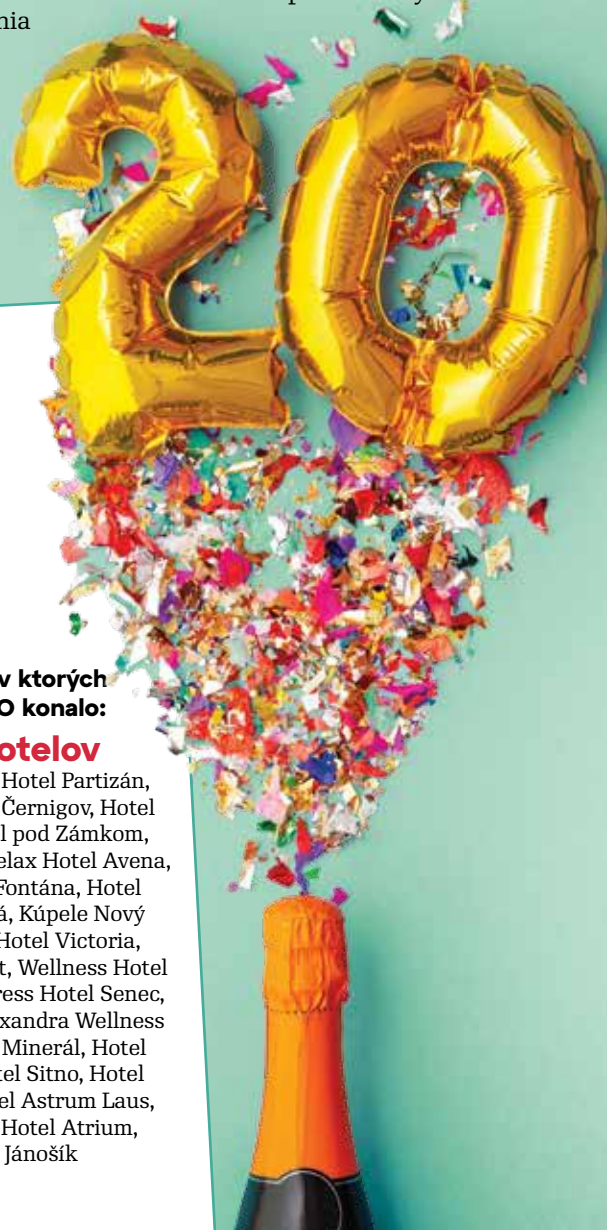 nia
20
v ktorých
O konalo:
otelov
Hotel Partizán,
Černigov, Hotel
l pod Zámkom,
elax Hotel Avena,
Fontána, Hotel
á, Kúpele Nový
Hotel Victoria,
t, Wellness Hotel
ress Hotel Senec,
xandra Wellness
Minerál, Hotel
tel Sitno, Hotel
el Astrum Laus,
Hotel Atrium,
Jánošík